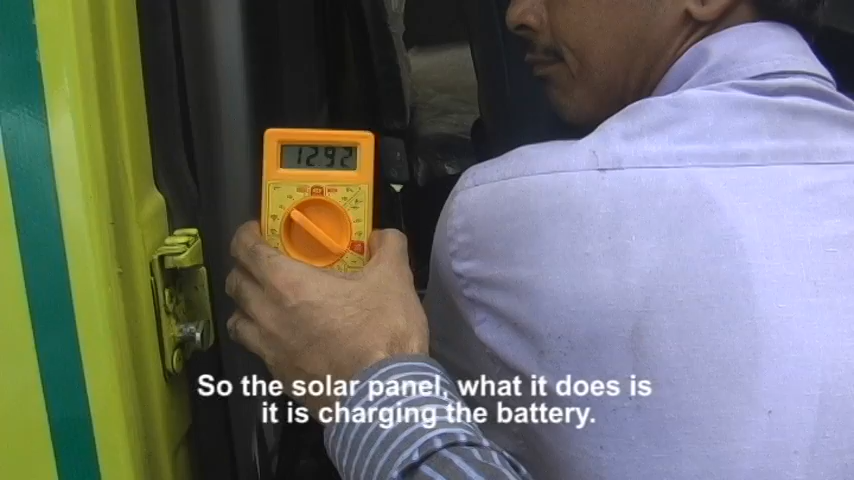 1292
So the solar panel, what it does is
it is charging the battery.